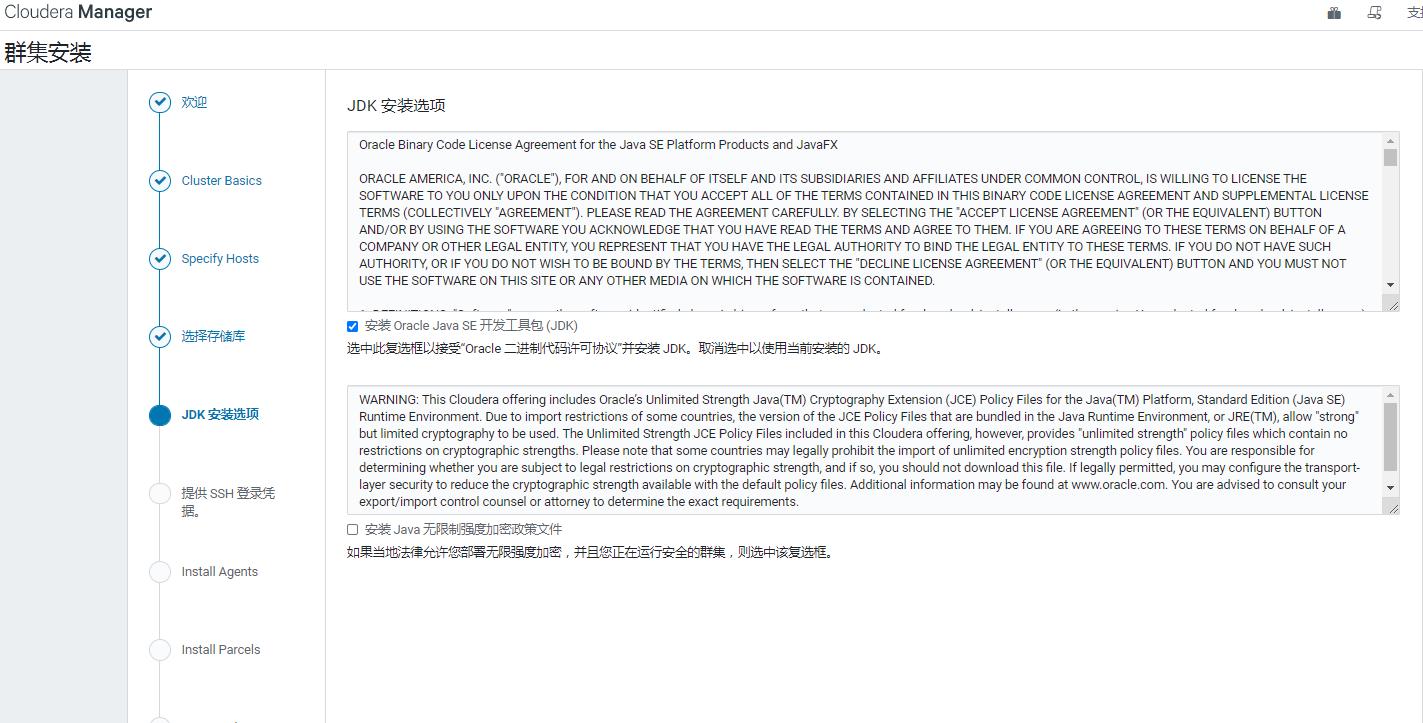 Cloudera Manager
群集安装
欢迎
Cluster Basics
Specify Hosts
选择存储库
JDK 安装选项
提供 SSH 登录凭
据。
Install Agents
Install Parcels
JDK 安装选项
Oracle Binary Code License Agreement for the Java SE Platform Products and JavaFX
ORACLE AMERICA, INC. ("ORACLE"), FOR AND ON BEHALF OF ITSELF AND ITS SUBSIDIARIES AND AFFILIATES UNDER COMMON CONTROL, IS WILLING TO LICENSE THE
SOFTWARE TO YOU ONLY UPON THE CONDITION THAT YOU ACCEPT ALL OF THE TERMS CONTAINED IN THIS BINARY CODE LICENSE AGREEMENT AND SUPPLEMENTAL LICENSE
TERMS (COLLECTIVELY "AGREEMENT"). PLEASE READ THE AGREEMENT CAREFULLY. BY SELECTING THE "ACCEPT LICENSE AGREEMENT" (OR THE EQUIVALENT) BUTTON
AND/OR BY USING THE SOFTWARE YOU ACKNOWLEDGE THAT YOU HAVE READ THE TERMS AND AGREE TO THEM. IF YOU ARE AGREEING TO THESE TERMS ON BEHALF OF A
COMPANY OR OTHER LEGAL ENTITY, YOU REPRESENT THAT YOU HAVE THE LEGAL AUTHORITY TO BIND THE LEGAL ENTITY TO THESE TERMS. IF YOU DO NOT HAVE SUCH
AUTHORITY, OR IF YOU DO NOT WISH TO BE BOUND BY THE TERMS, THEN SELECT THE "DECLINE LICENSE AGREEMENT" (OR THE EQUIVALENT) BUTTON AND YOU MUST NOT
USE THE SOFTWARE ON THIS SITE OR ANY OTHER MEDIA ON WHICH THE SOFTWARE IS CONTAINED.
安装 Oracle Java SE 开发工具包 (JDK)
选中此复选框以接受“Oracle 二进制代码许可协议”并安装 JDK。取消选中以使用当前安装的 JDK。
WARNING: This Cloudera offering includes Oracle's Unlimited Strength Java(TM) Cryptography Extension (JCE) Policy Files for the Java(TM) Platform, Standard Edition (Java SE)
Runtime Environment. Due to import restrictions of some countries, the version of the JCE Policy Files that are bundled in the Java Runtime Environment, or JRE(TM), allow "strong"
but limited cryptography to be used. The Unlimited Strength JCE Policy Files included in this Cloudera offering, however, provides "unlimited strength" policy files which contain no
restrictions on cryptographic strengths. Please note that some countries may legally prohibit the import of unlimited encryption strength policy files. You are responsible for
determining whether you are subject to legal restrictions on cryptographic strength, and if so, you should not download this file. If legally permitted, you may configure the transport-
layer security to reduce the cryptographic strength available with the default policy files. Additional information may be found at www.oracle.com. You are advised to consult your
export/import control counsel or attorney to determine the exact requirements.
安装 Java 无限制强度加密政策文件
如果当地法律允许您部署无限强度加密，并且您正在运行安全的群集，则选中该复选框。